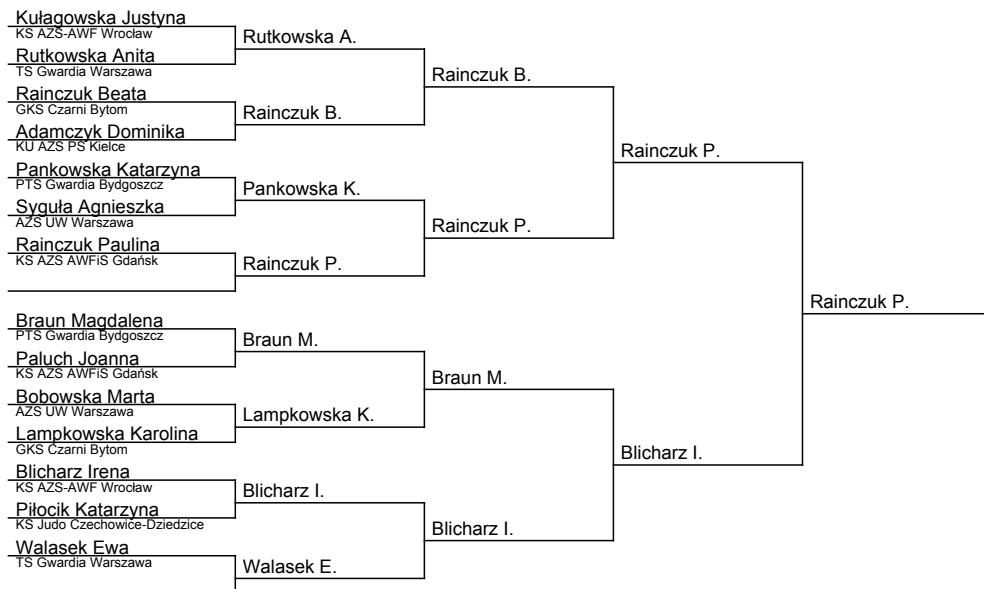 Kułagowska Justyna
KS AZS-AWF Wrocław
Rutkowska Anita
TS Gwardia Warszawa
Rainczuk Beata
GKS Czarni Bytom
Adamczyk Dominika
KU AZS PŚ Kielce
Pankowska Katarzyna
PTS Gwardia Bydgoszcz
Syguła Agnieszka
AZS UW Warszawa
Rainczuk Paulina
KS AZS AWFiS Gdańsk
Braun Magdalena
PTS Gwardia Bydgoszcz
Paluch Joanna
KS AZS AWFiS Gdańsk
Bobowska Marta
AZS UW Warszawa
Lampkowska Karolina
GKS Czarni Bytom
Blicharz Irena
KS AZS-AWF Wrocław
Piłocik Katarzyna
KS Judo Czechowice-Dziedzice
Walasek Ewa
TS Gwardia Warszawa
Rutkowska A.
Rainczuk B.
Pankowska K.
Rainczuk P.
Braun M.
Lampkowska K.
Blicharz I.
Walasek E.
Rainczuk B.
Rainczuk P.
Braun M.
Blicharz I.
Rainczuk P.
Blicharz I.
Rainczuk P.